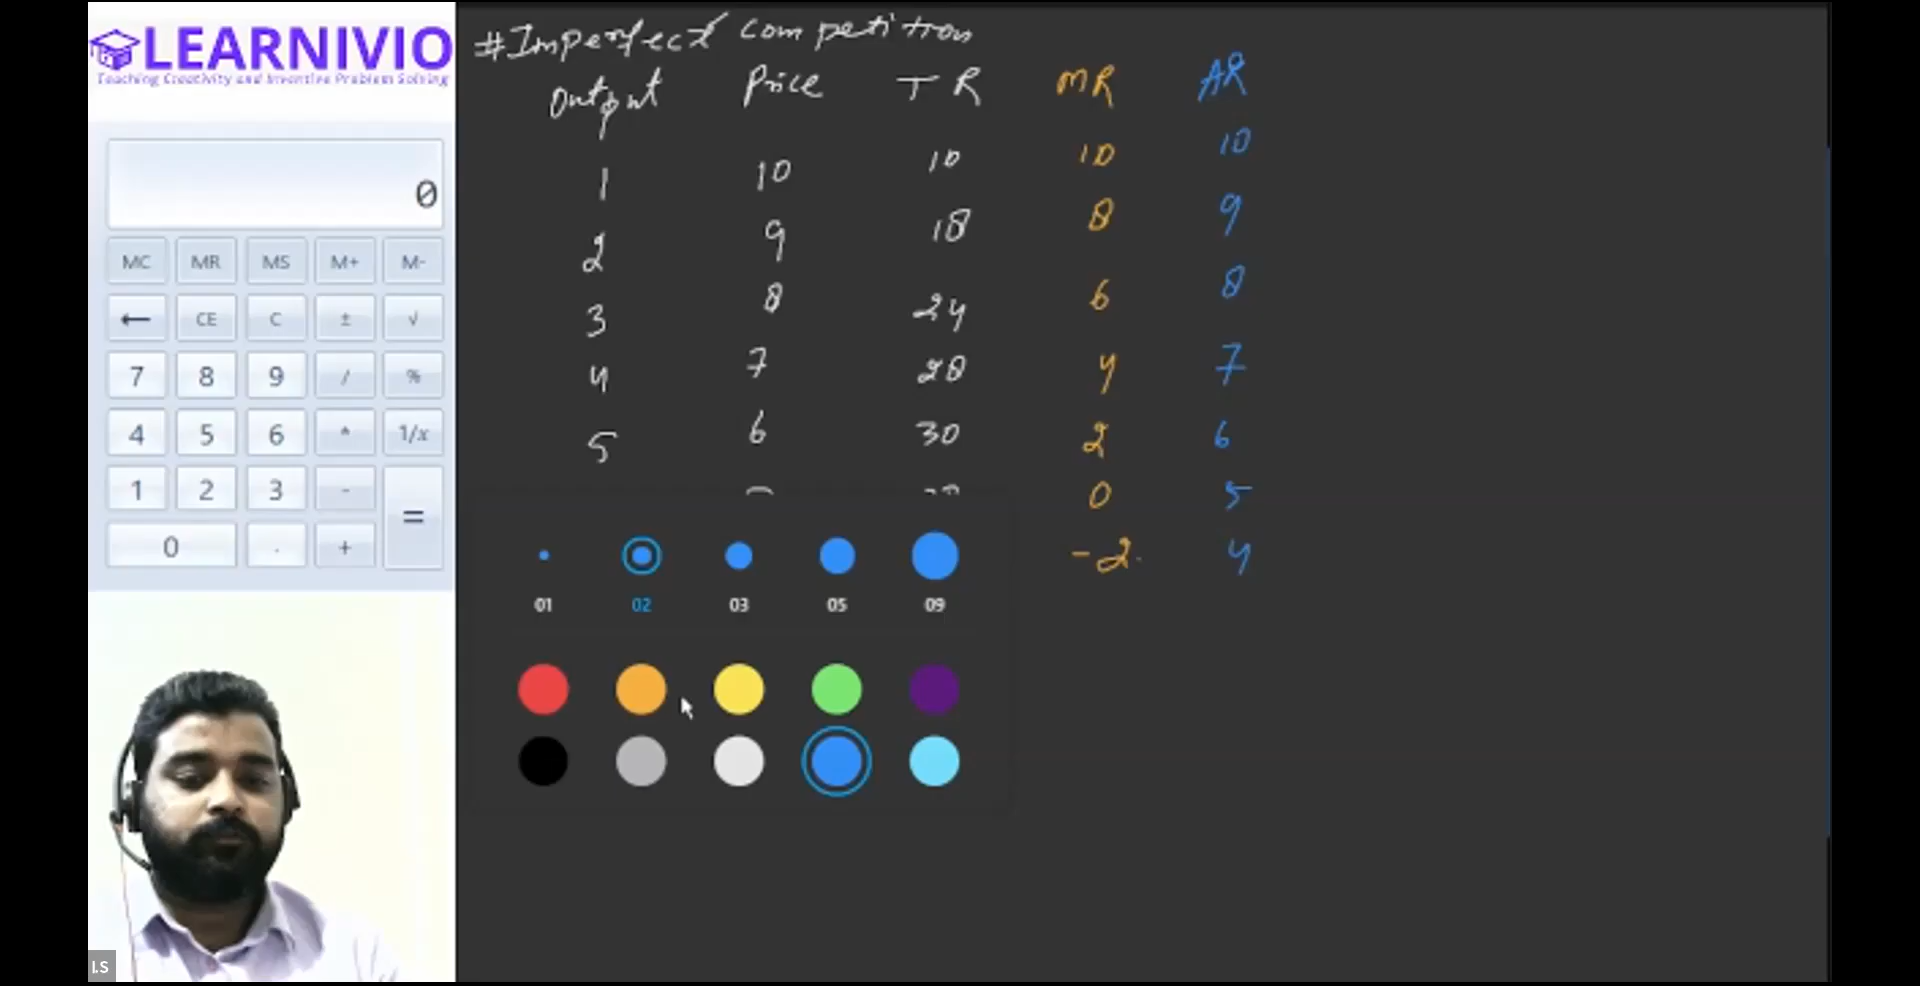 LEARNIVIO
Teaching Creativity and Inventive Problem Solving
0
MC MR MS M+ M-
← CE C ± √
7 8 9 / %
4 5 6 * 1/x
1 2 3 - =
0 . +
I.S
#Imperfect competition
Output Price TR MR AR
1 10 10 10 10
2 9 18 8 9
3 8 24 6 8
4 7 28 4 7
5 6 30 2 6
0 5
-2 4
01 02 03 05 09